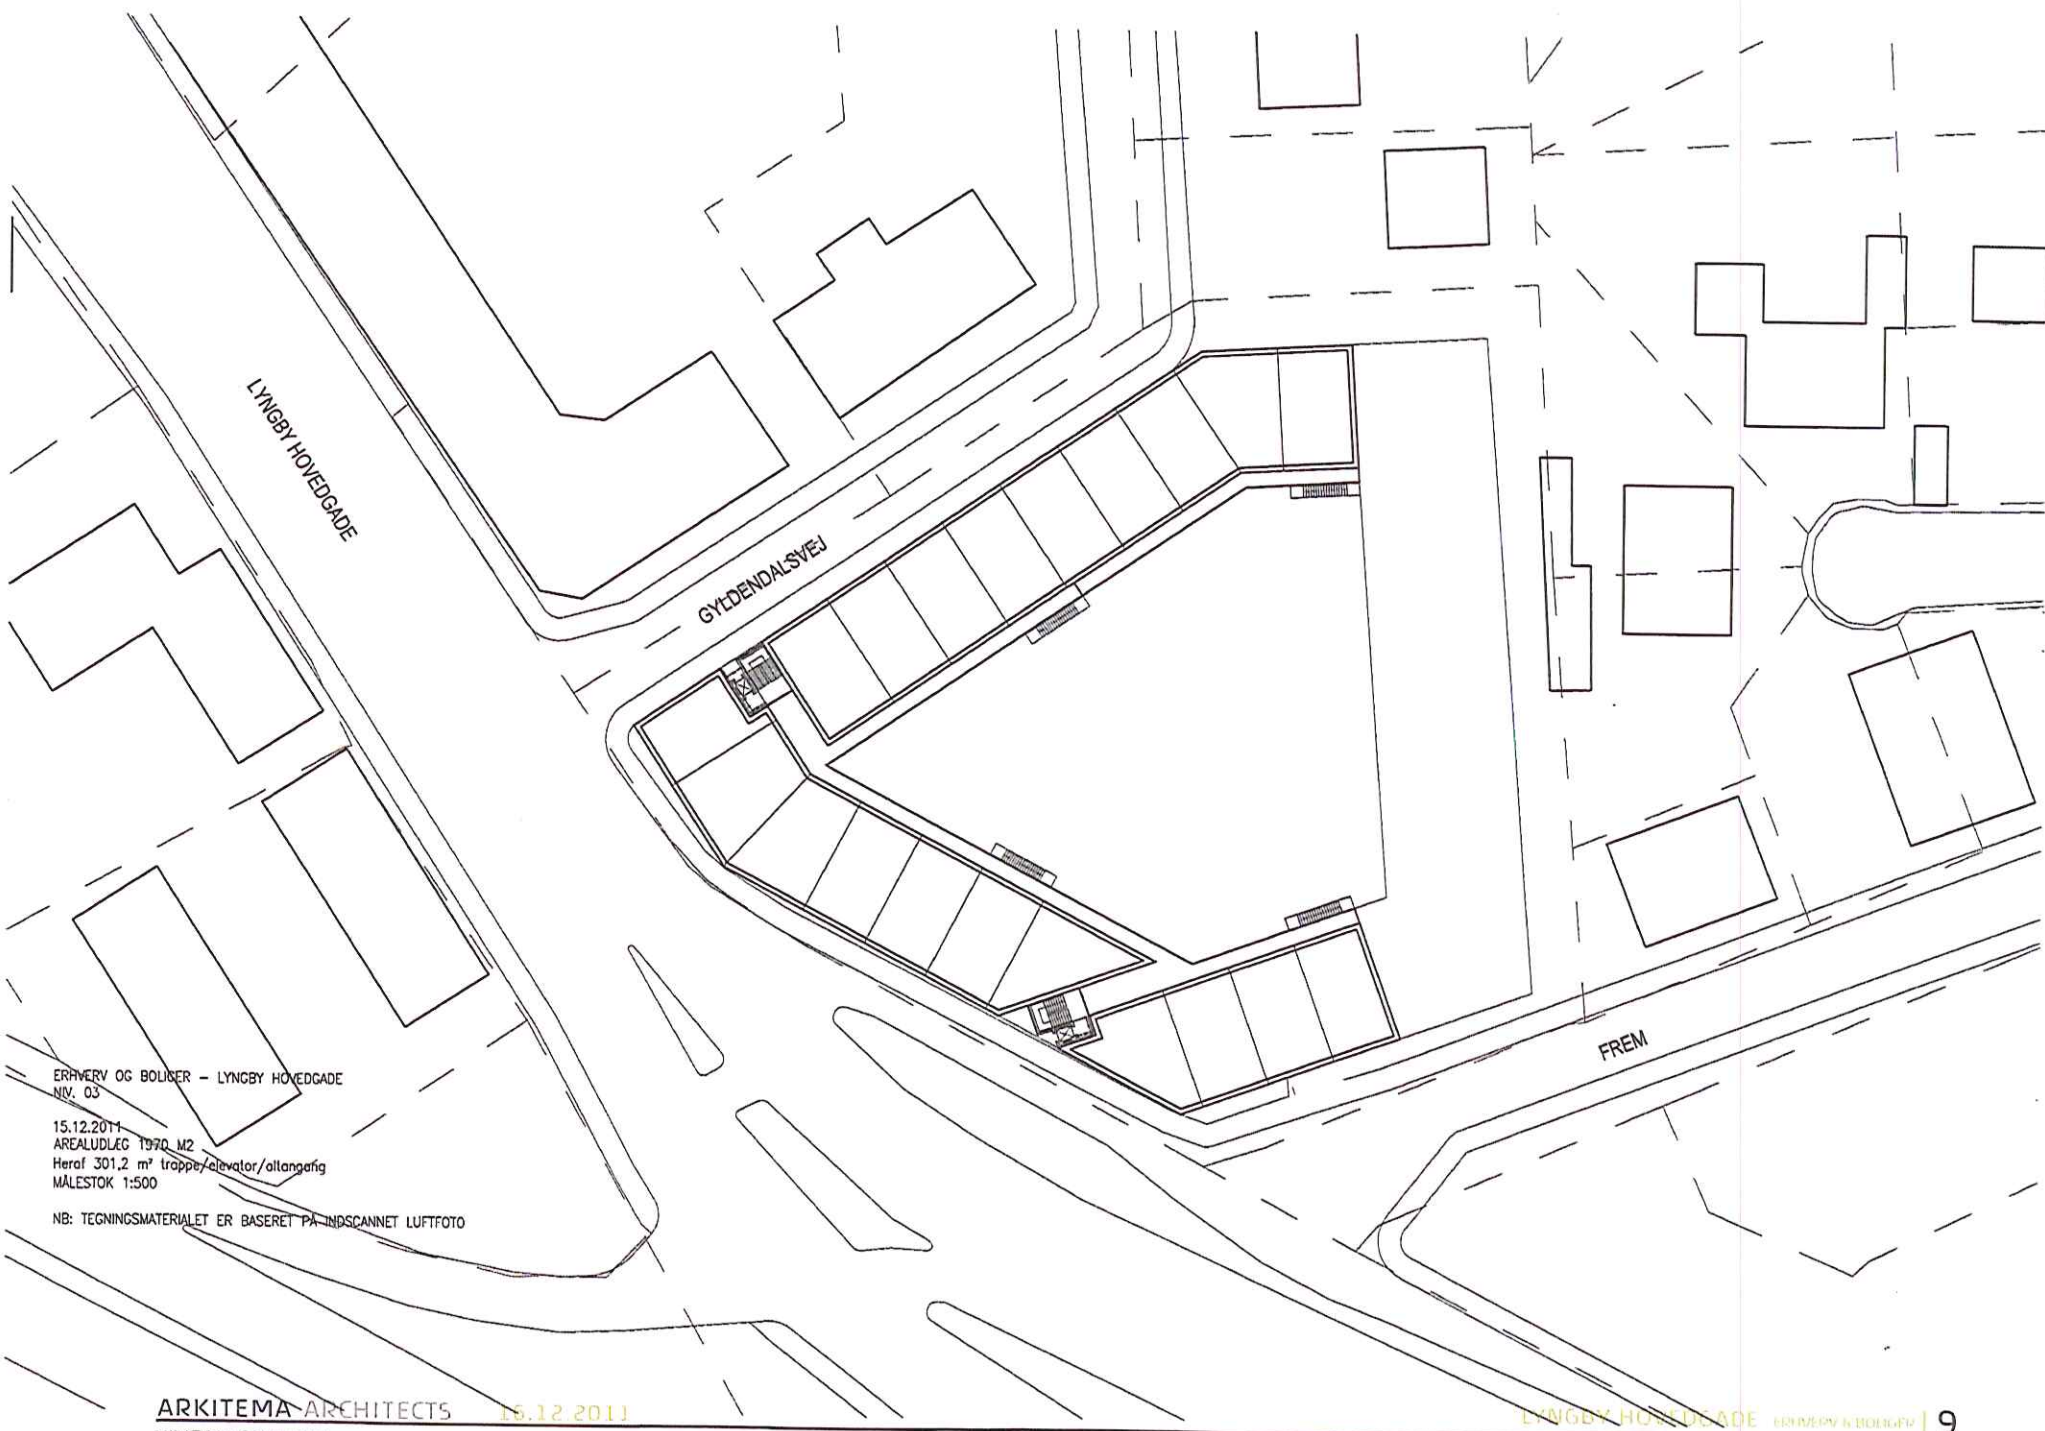 LYNGBY HOVEDGADE
GYLDENDALSVEJ
FREM
ERHVERV OG BOLIGER - LYNGBY HOVEDGADE
NIV. 03
15.12.2011
AREALUDLÆG 1970 M2
Heraf 301,2 m² trappe/elevator/altangang
MÅLESTOK 1:500
NB: TEGNINGSMATERIALET ER BASERET PÅ INDSCANNET LUFTFOTO
ARKITEMA ARCHITECTS 16.12.2011
LYNGBY HOVEDGADE ERHVERV & BOLIGER | 9